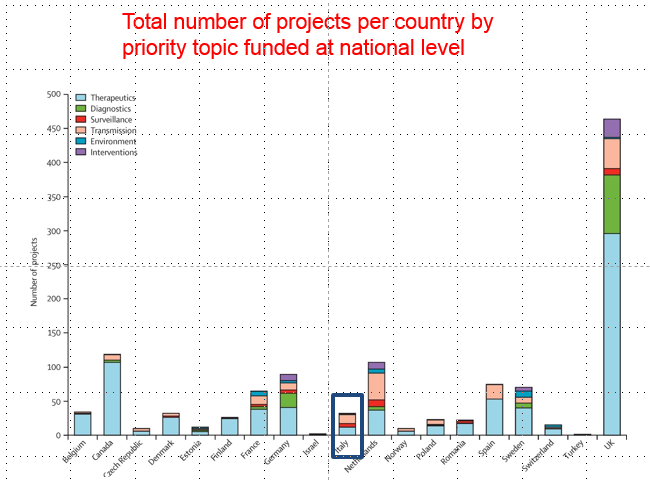 Total number of projects per country by
priority topic funded at national level
500
450
400
350
300
250
200
150
100
50
0
Number of projects
Therapeutics
Diagnostics
Surveillance
Transmission
Environment
Interventions
Belgium
Canada
Czech Republic
Denmark
Estonia
Finland
France
Germany
Israel
Italy
Netherlands
Norway
Poland
Romania
Spain
Sweden
Switzerland
Turkey
UK